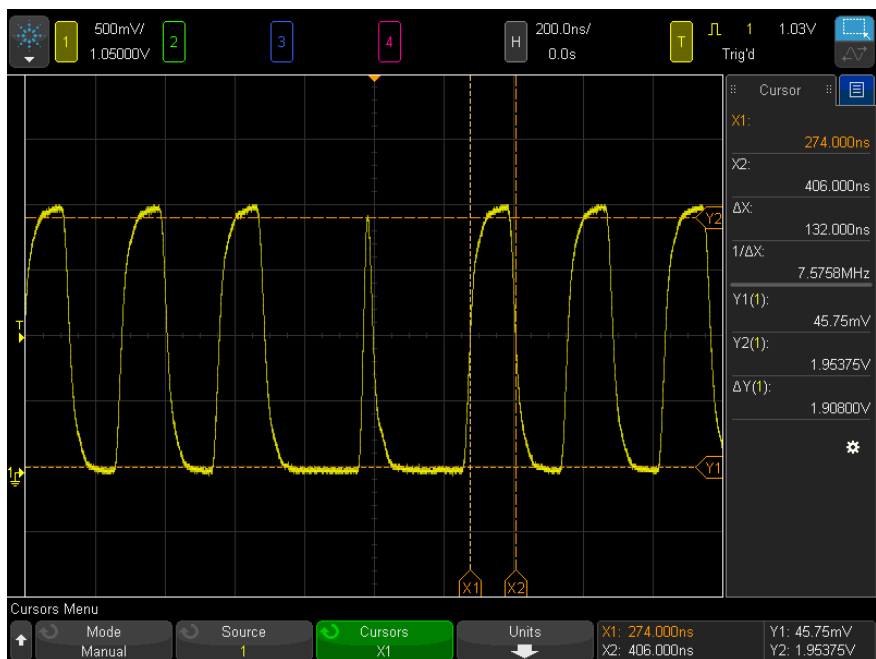 1 500mV/ 2 3 4 H 200.0ns/ T 1 1.03V
1.05000V 0.0s Trig'd
Cursor
X1:
274.000ns
X2:
406.000ns
ΔX:
132.000ns
1/ΔX:
7.5758MHz
Y1(1):
45.75mV
Y2(1):
1.95375V
ΔY(1):
1.90800V
Y2
T
1
Y1
X1 X2
Cursors Menu
Mode Source Cursors Units X1: 274.000ns Y1: 45.75mV
Manual 1 X1 X2: 406.000ns Y2: 1.95375V